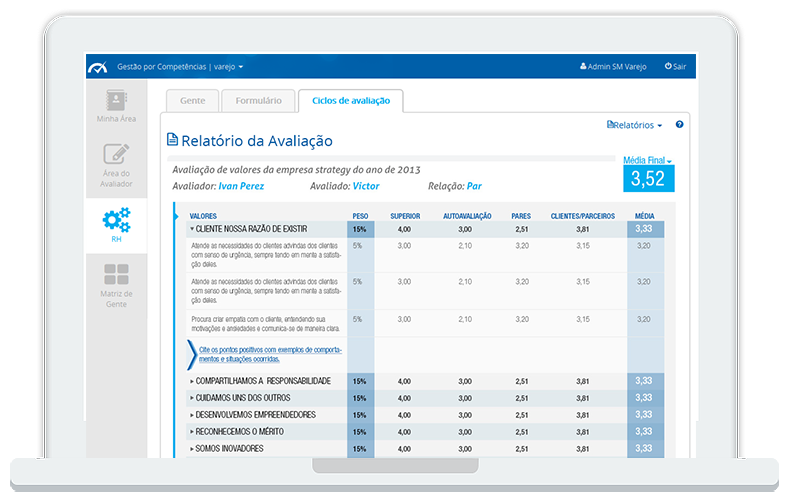 Gestão por Competências | varejo
Admin SM Varejo
Sair
Minha Área
Área do
Avaliador
RH
Matriz de
Gente
Gente
Formulário
Ciclos de avaliação
Relatórios
Relatório da Avaliação
Avaliação de valores da empresa strategy do ano de 2013
Avaliador: Ivan Perez Avaliado: Victor Relação: Par
Média Final
3,52
VALORES PESO SUPERIOR AUTOAVALIAÇÃO PARES CLIENTES/PARCEIROS MÉDIA
CLIENTE NOSSA RAZÃO DE EXISTIR 15% 4,00 3,00 2,51 3,81 3,33
Atende as necessidades do clientes advindas dos clientes 5% 3,00 2,10 3,20 3,15 3,20
com senso de urgência, sempre tendo em mente a satisfa-
ção deles.
Atende as necessidades do clientes advindas dos clientes 5% 3,00 2,10 3,20 3,15 3,20
com senso de urgência, sempre tendo em mente a satisfa-
ção deles.
Procura criar empatia com o cliente, entendendo sua 5% 3,00 2,10 3,20 3,15 3,20
motivações e ansiedades e comunica-se de maneira clara.
Cite os pontos positivos com exemplos de comporta-
mentos e situações ocorridas.
COMPARTILHAMOS A RESPONSABILIDADE 15% 4,00 3,00 2,51 3,81 3,33
CUIDAMOS UNS DOS OUTROS 15% 4,00 3,00 2,51 3,81 3,33
DESENVOLVEMOS EMPREENDEDORES 15% 4,00 3,00 2,51 3,81 3,33
RECONHECEMOS O MÉRITO 15% 4,00 3,00 2,51 3,81 3,33
SOMOS INOVADORES 15% 4,00 3,00 2,51 3,81 3,33